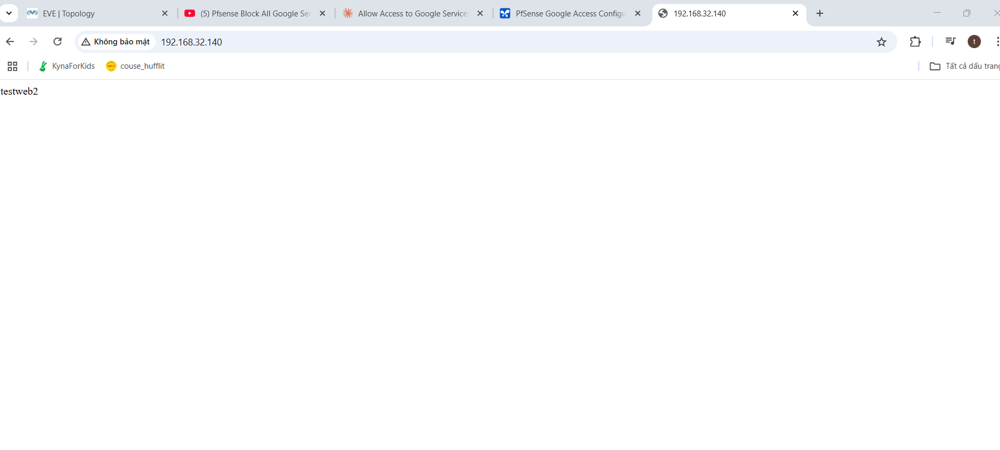 EVE | Topology
(5) Pfsense Block All Google Ser
Allow Access to Google Services
PfSense Google Access Configu
192.168.32.140
Không bảo mật
192.168.32.140
t
KynaForKids
couse_hufflit
Tất cả dấu trang
testweb2